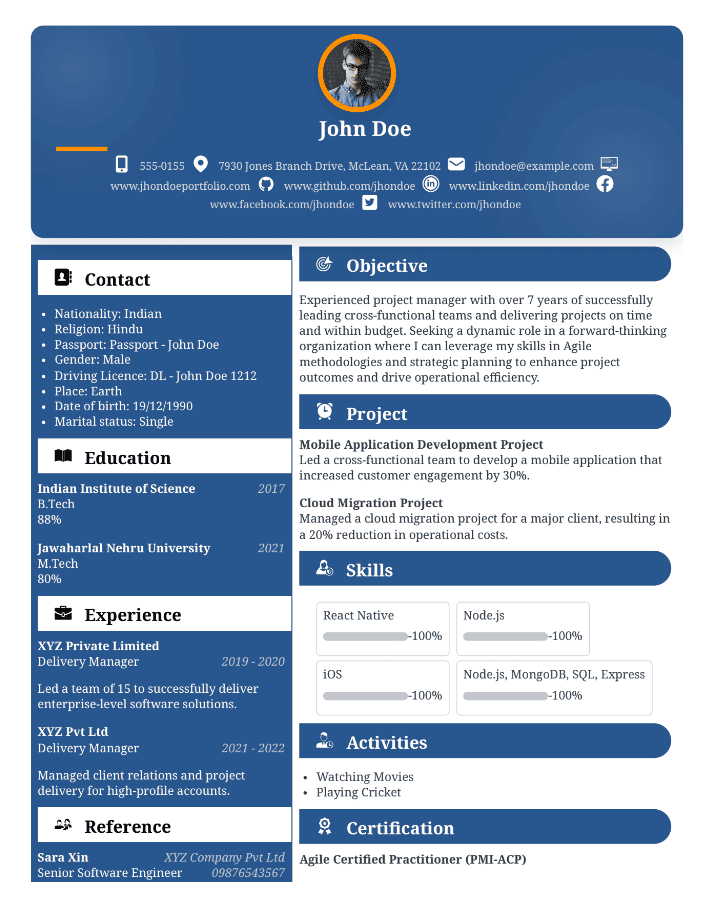 John Doe
555-0155 7930 Jones Branch Drive, McLean, VA 22102 jhondoe@example.com
www.jhondoeportfolio.com www.github.com/jhondoe www.linkedin.com/jhondoe
www.facebook.com/jhondoe www.twitter.com/jhondoe
Contact
• Nationality: Indian
• Religion: Hindu
• Passport: Passport - John Doe
• Gender: Male
• Driving Licence: DL - John Doe 1212
• Place: Earth
• Date of birth: 19/12/1990
• Marital status: Single
Education
Indian Institute of Science 2017
B.Tech
88%
Jawaharlal Nehru University 2021
M.Tech
80%
Experience
XYZ Private Limited
Delivery Manager 2019 - 2020
Led a team of 15 to successfully deliver
enterprise-level software solutions.
XYZ Pvt Ltd
Delivery Manager 2021 - 2022
Managed client relations and project
delivery for high-profile accounts.
Reference
Sara Xin XYZ Company Pvt Ltd
Senior Software Engineer 09876543567
Objective
Experienced project manager with over 7 years of successfully
leading cross-functional teams and delivering projects on time
and within budget. Seeking a dynamic role in a forward-thinking
organization where I can leverage my skills in Agile
methodologies and strategic planning to enhance project
outcomes and drive operational efficiency.
Project
Mobile Application Development Project
Led a cross-functional team to develop a mobile application that
increased customer engagement by 30%.
Cloud Migration Project
Managed a cloud migration project for a major client, resulting in
a 20% reduction in operational costs.
Skills
React Native
-100%
Node.js
-100%
iOS
-100%
Node.js, MongoDB, SQL, Express
-100%
Activities
• Watching Movies
• Playing Cricket
Certification
Agile Certified Practitioner (PMI-ACP)